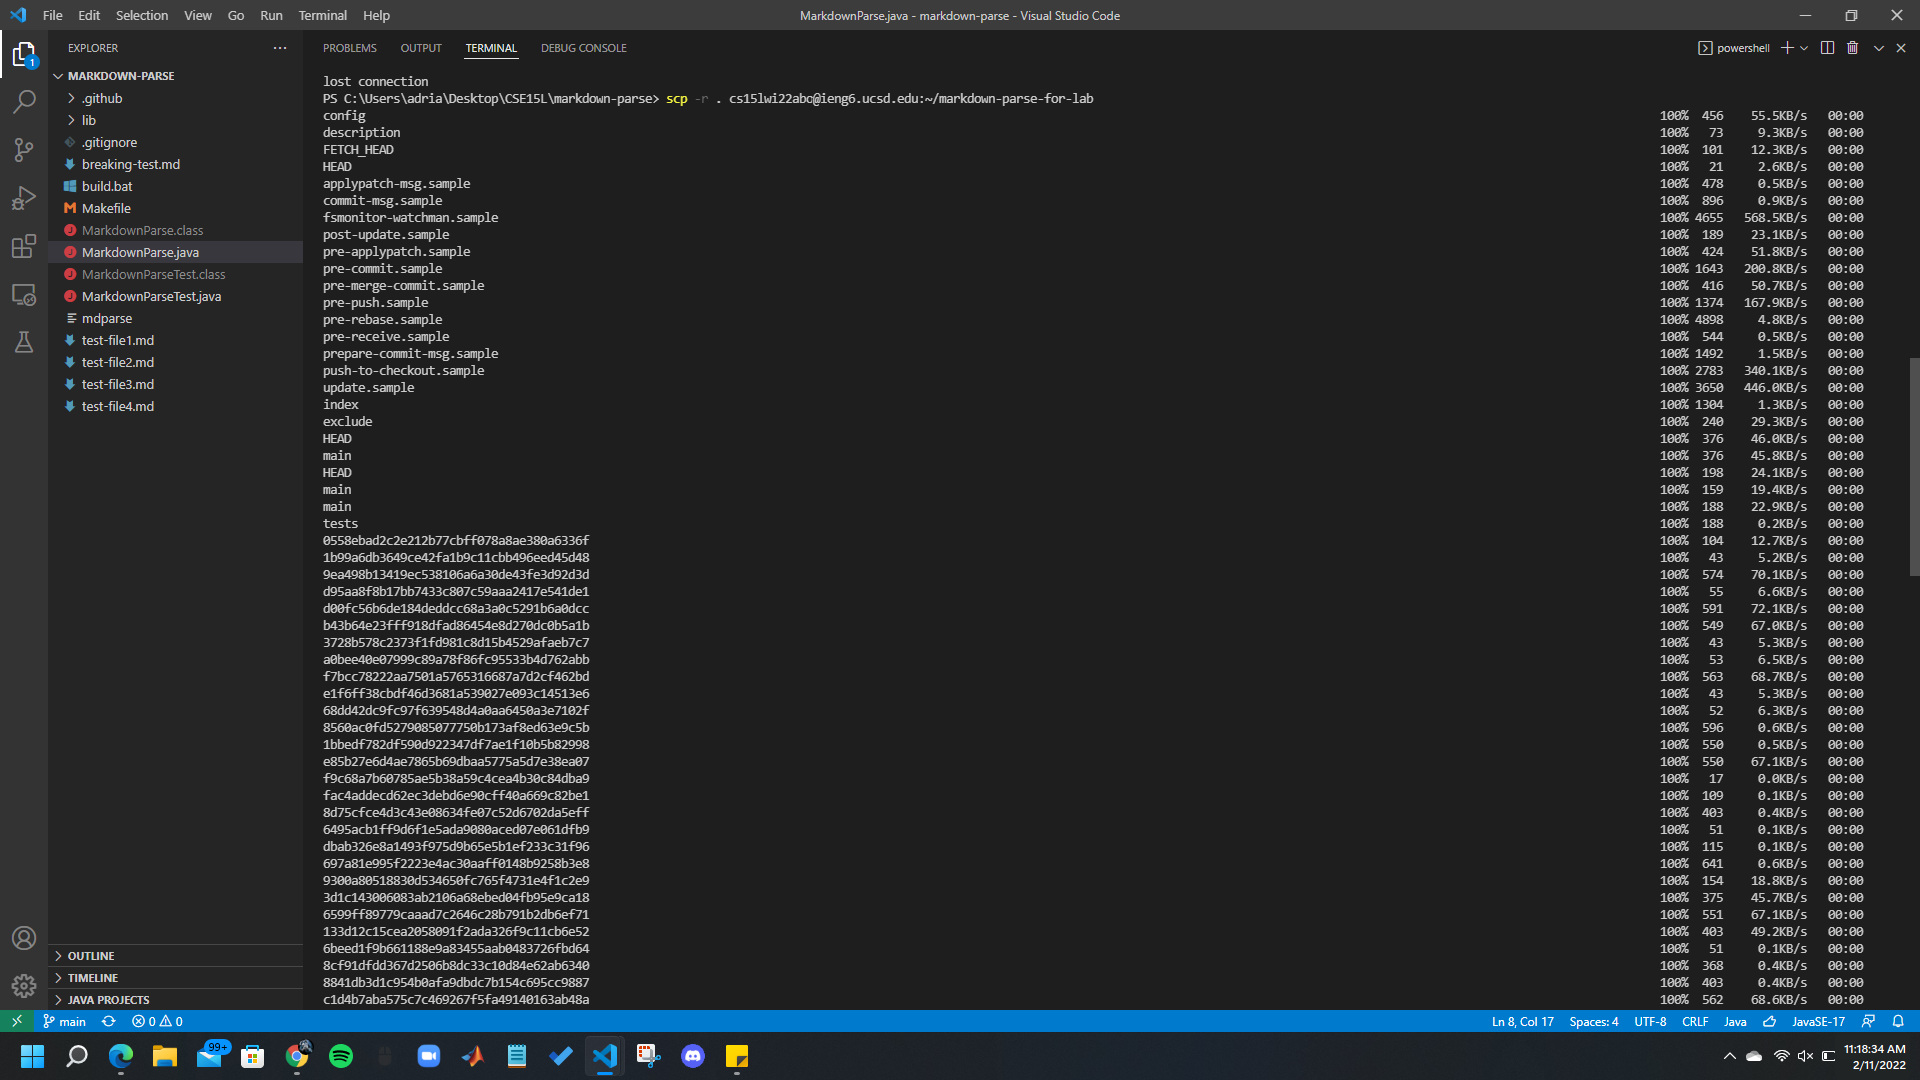 File Edit Selection View Go Run Terminal Help
MarkdownParse.java - markdown-parse - Visual Studio Code
EXPLORER
1
MARKDOWN-PARSE
.github
lib
.gitignore
breaking-test.md
build.bat
Makefile
MarkdownParse.class
MarkdownParse.java
MarkdownParseTest.class
MarkdownParseTest.java
mdparse
test-file1.md
test-file2.md
test-file3.md
test-file4.md
OUTLINE
TIMELINE
JAVA PROJECTS
PROBLEMS OUTPUT TERMINAL DEBUG CONSOLE
powershell
lost connection
PS C:\Users\adria\Desktop\CSE15L\markdown-parse> scp -r . cs15lwi22abc@ieng6.ucsd.edu:~/markdown-parse-for-lab
config 100% 456 55.5KB/s 00:00
description 100% 73 9.3KB/s 00:00
FETCH_HEAD 100% 101 12.3KB/s 00:00
HEAD 100% 21 2.6KB/s 00:00
applypatch-msg.sample 100% 478 0.5KB/s 00:00
commit-msg.sample 100% 896 0.9KB/s 00:00
fsmonitor-watchman.sample 100% 4655 568.5KB/s 00:00
post-update.sample 100% 189 23.1KB/s 00:00
pre-applypatch.sample 100% 424 51.8KB/s 00:00
pre-commit.sample 100% 1643 200.8KB/s 00:00
pre-merge-commit.sample 100% 416 50.7KB/s 00:00
pre-push.sample 100% 1374 167.9KB/s 00:00
pre-rebase.sample 100% 4898 4.8KB/s 00:00
pre-receive.sample 100% 544 0.5KB/s 00:00
prepare-commit-msg.sample 100% 1492 1.5KB/s 00:00
push-to-checkout.sample 100% 2783 340.1KB/s 00:00
update.sample 100% 3650 446.0KB/s 00:00
index 100% 1304 1.3KB/s 00:00
exclude 100% 240 29.3KB/s 00:00
HEAD 100% 376 46.0KB/s 00:00
main 100% 376 45.8KB/s 00:00
HEAD 100% 198 24.1KB/s 00:00
main 100% 159 19.4KB/s 00:00
main 100% 188 22.9KB/s 00:00
tests 100% 188 0.2KB/s 00:00
0558ebad2c2e212b77cbff078a8ae380a6336f 100% 104 12.7KB/s 00:00
1b99a6db3649ce42fa1b9c11cbb496eed45d48 100% 43 5.2KB/s 00:00
9ea498b13419ec538106a6a30de43fe3d92d3d 100% 574 70.1KB/s 00:00
d95aa8f8b17bb7433c807c59aaa2417e541de1 100% 55 6.6KB/s 00:00
d00fc56b6de184deddcc68a3a0c5291b6a0dcc 100% 591 72.1KB/s 00:00
b43b64e23fff918dfad86454e8d270dc0b5a1b 100% 549 67.0KB/s 00:00
3728b578c2373f1fd981c8d15b4529afaeb7c7 100% 43 5.3KB/s 00:00
a0bee40e07999c89a78f86fc95533b4d762abb 100% 53 6.5KB/s 00:00
f7bcc78222aa7501a5765316687a7d2cf462bd 100% 563 68.7KB/s 00:00
e1f6ff38cbdf46d3681a539027e093c14513e6 100% 43 5.3KB/s 00:00
68dd42dc9fc97f639548d4a0aa6450a3e7102f 100% 52 6.3KB/s 00:00
8560ac0fd5279085077750b173af8ed63e9c5b 100% 596 0.6KB/s 00:00
1bbedf782df590d922347df7ae1f10b5b82998 100% 550 0.5KB/s 00:00
e85b27e6d4ae7865b69dbaa5775a5d7e38ea07 100% 550 67.1KB/s 00:00
f9c68a7b60785ae5b38a59c4cea4b30c84dba9 100% 17 0.0KB/s 00:00
fac4addecd62ec3debd6e90cff40a669c82be1 100% 109 0.1KB/s 00:00
8d75cfce4d3c43e08634fe07c52d6702da5eff 100% 403 0.4KB/s 00:00
6495acb1ff9d6f1e5ada9080aced07e061dfb9 100% 51 0.1KB/s 00:00
dbab326e8a1493f975d9b65e5b1ef233c31f96 100% 115 0.1KB/s 00:00
697a81e995f2223e4ac30aaff0148b9258b3e8 100% 641 0.6KB/s 00:00
9300a80518830d534650fc765f4731e4f1c2e9 100% 154 18.8KB/s 00:00
3d1c143006083ab2106a68ebed04fb95e9ca18 100% 375 45.7KB/s 00:00
6599ff89779caaad7c2646c28b791b2db6ef71 100% 551 67.1KB/s 00:00
133d12c15cea2058091f2ada326f9c11cb6e52 100% 403 49.2KB/s 00:00
6beed1f9b661188e9a83455aab0483726fbd64 100% 51 0.1KB/s 00:00
8cf91dfdd367d2506b8dc33c10d84e62ab6340 100% 368 0.4KB/s 00:00
8841db3d1c954b0afa9dbdc7b154c695cc9887 100% 403 0.4KB/s 00:00
c1d4b7aba575c7c469267f5fa49140163ab48a 100% 562 68.6KB/s 00:00
main 0 0
Ln 8, Col 17 Spaces: 4 UTF-8 CRLF Java JavaSE-17
99+
11:18:34 AM
2/11/2022